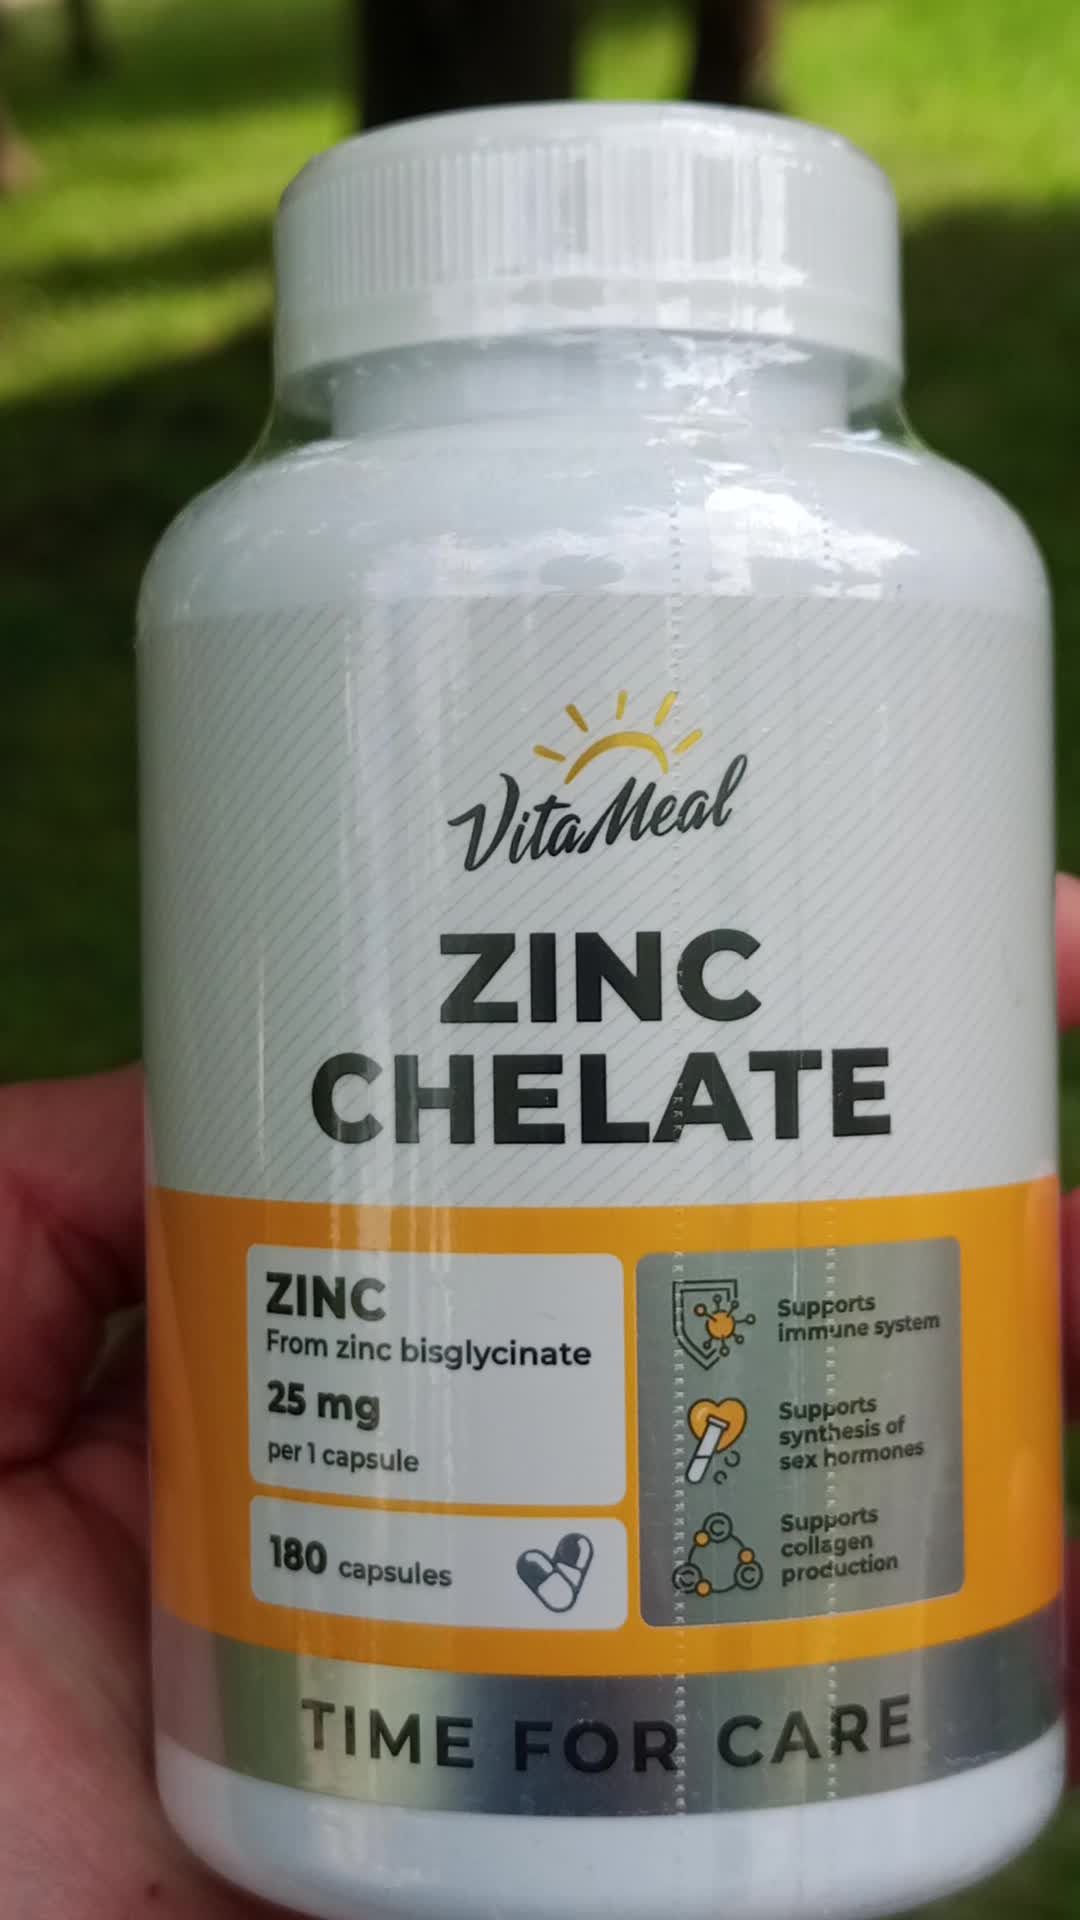 VitaMeal
ZINC
CHELATE
ZINC
From zinc bisglycinate
25 mg
per 1 capsule
180 capsules
Supports
immune system
Supports
synthesis of
sex hormones
Supports
collagen
production
C
C
C
TIME FOR CARE